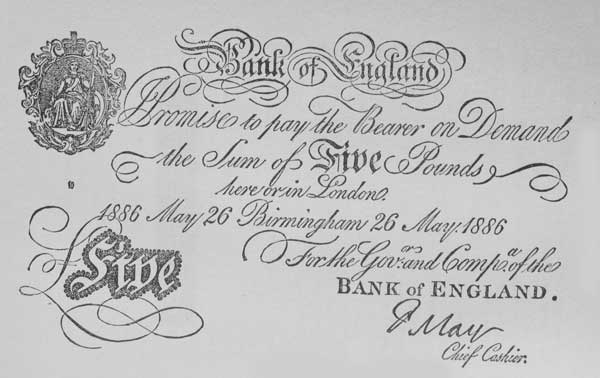 Bank of England
Promise to pay the Bearer on Demand
the Sum of Five Pounds
here or in London.
1886 May 26 Birmingham 26 May 1886
For the Gov.rs and Comp.a of the
BANK of ENGLAND.
Five
F May
Chief Cashier.